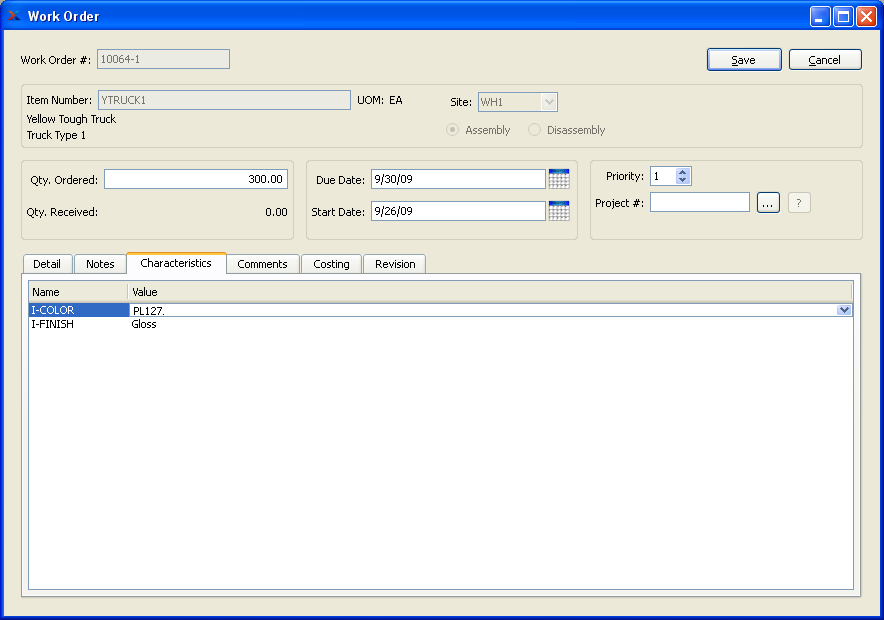 Work Order
Work Order #: 10064-1
Save Cancel
Item Number: YTRUCK1 UOM: EA Site: WH1
Yellow Tough Truck
Assembly Disassembly
Truck Type 1
Qty. Ordered: 300.00
Qty. Received: 0.00
Due Date: 9/30/09
Start Date: 9/26/09
Priority: 1
Project #: ... ?
Detail Notes Characteristics Comments Costing Revision
Name Value
I-COLOR PL127.
I-FINISH Gloss